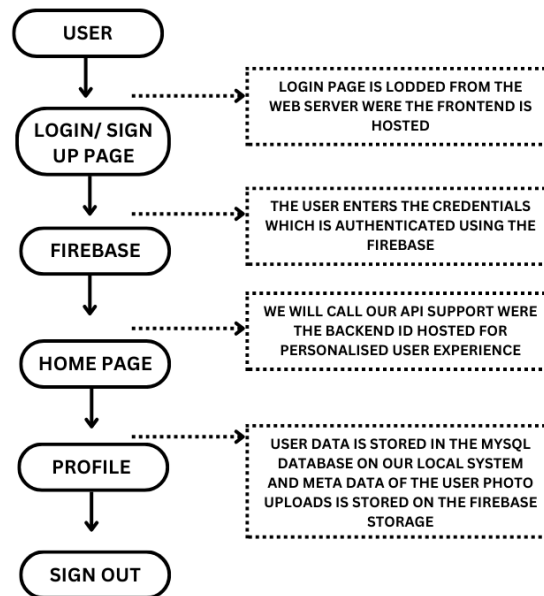 USER
LOGIN PAGE IS LODDED FROM THE
WEB SERVER WERE THE FRONTEND IS
HOSTED
LOGIN/ SIGN
UP PAGE
THE USER ENTERS THE CREDENTIALS
WHICH IS AUTHENTICATED USING THE
FIREBASE
FIREBASE
WE WILL CALL OUR API SUPPORT WERE
THE BACKEND ID HOSTED FOR
PERSONALISED USER EXPERIENCE
HOME PAGE
USER DATA IS STORED IN THE MYSQL
DATABASE ON OUR LOCAL SYSTEM
AND META DATA OF THE USER PHOTO
UPLOADS IS STORED ON THE FIREBASE
STORAGE
PROFILE
SIGN OUT